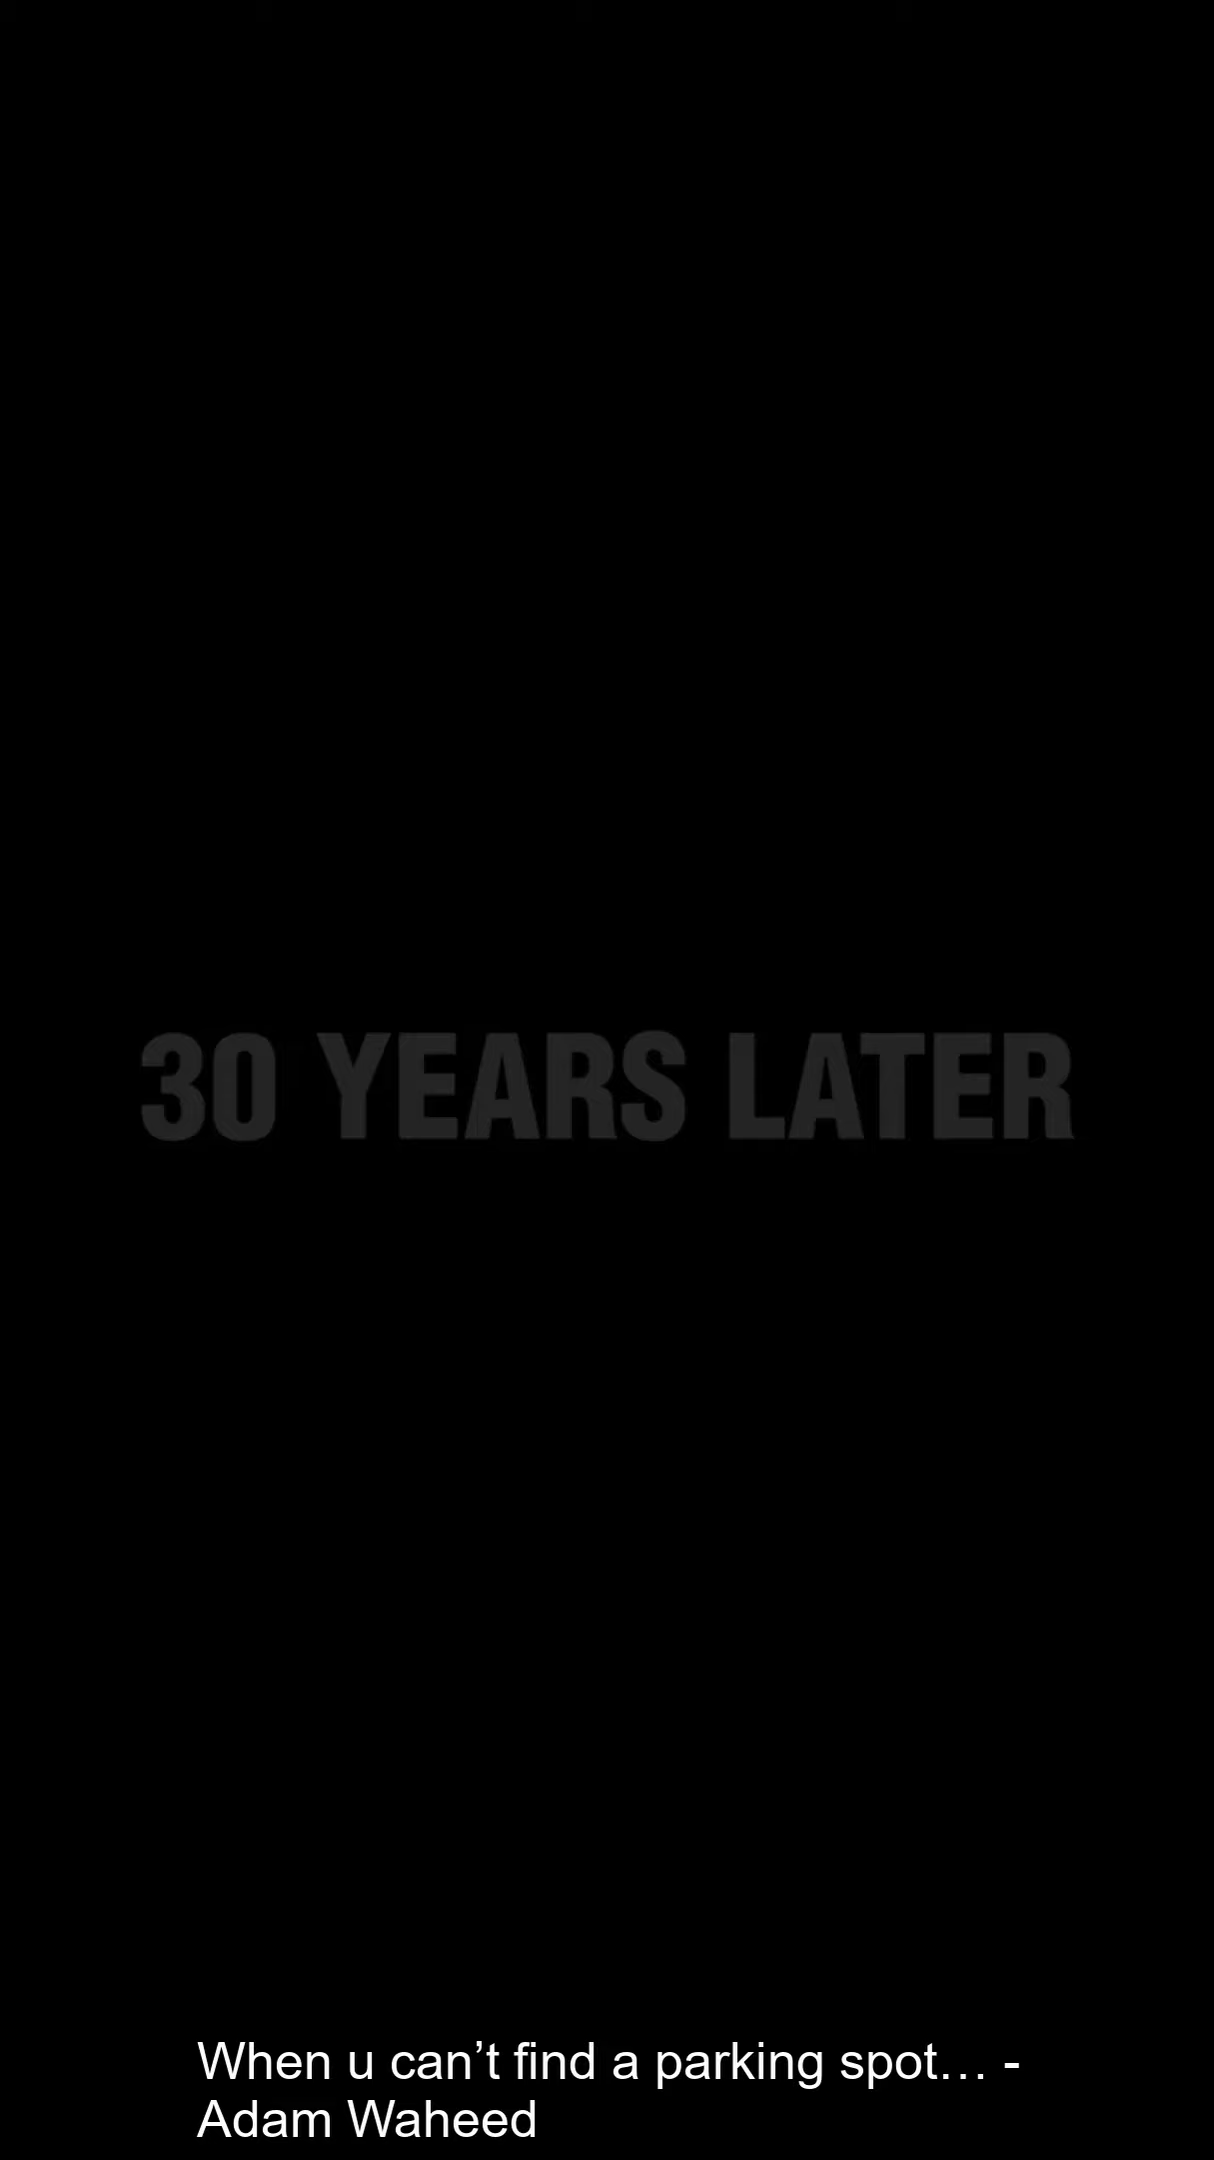 30 YEARS LATER
When u can’t find a parking spot… -
Adam Waheed